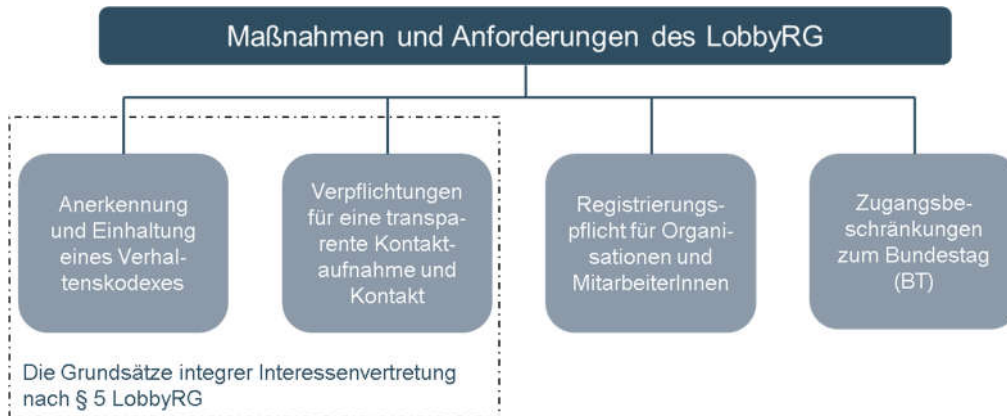 Maßnahmen und Anforderungen des LobbyRG
Anerkennung
und Einhaltung
eines Verhal-
tenskodexes
Verpflichtungen
für eine transpa-
rente Kontakt-
aufnahme und
Kontakt
Registrierungs-
pflicht für Organi-
sationen und
MitarbeiterInnen
Zugangsbe-
schränkungen
zum Bundestag
(BT)
Die Grundsätze integrer Interessenvertretung
nach § 5 LobbyRG